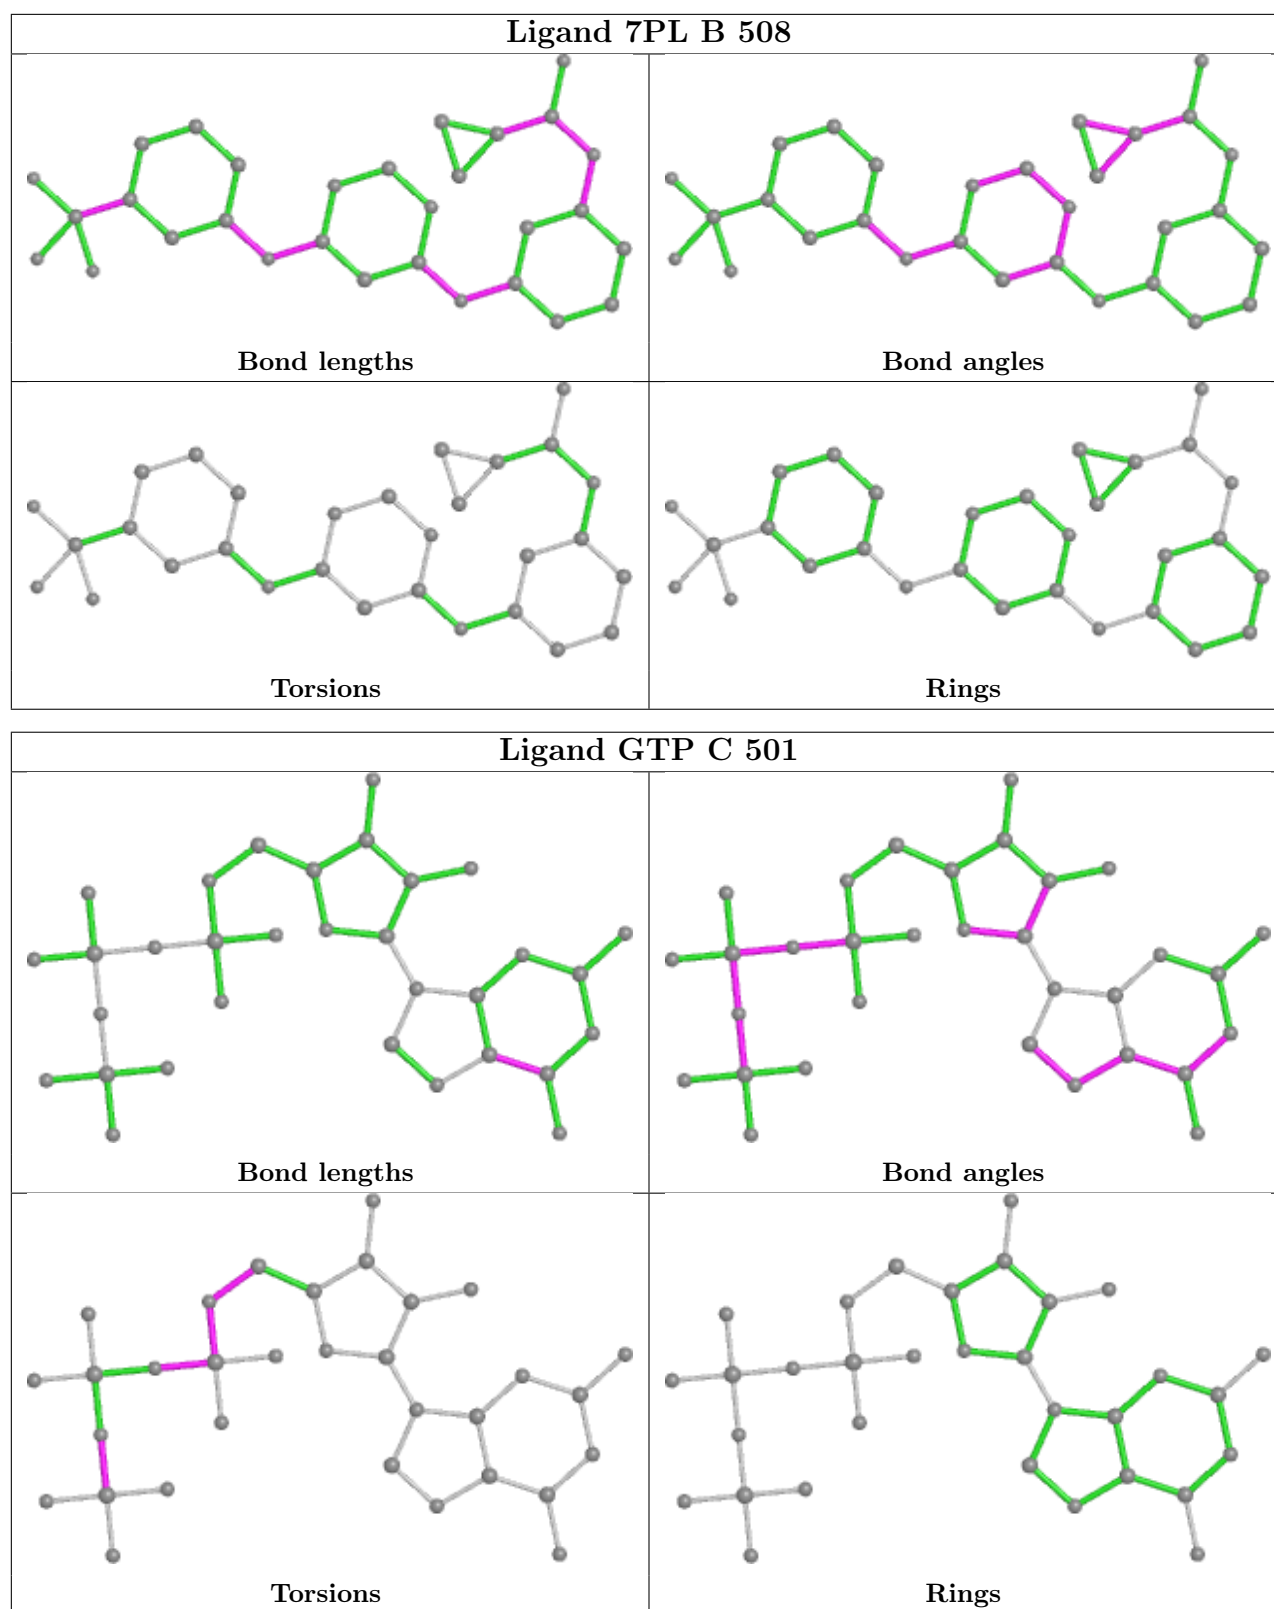 Ligand 7PL B 508
Bond lengths
Bond angles
Torsions
Rings
Ligand GTP C 501
Bond lengths
Bond angles
Torsions
Rings